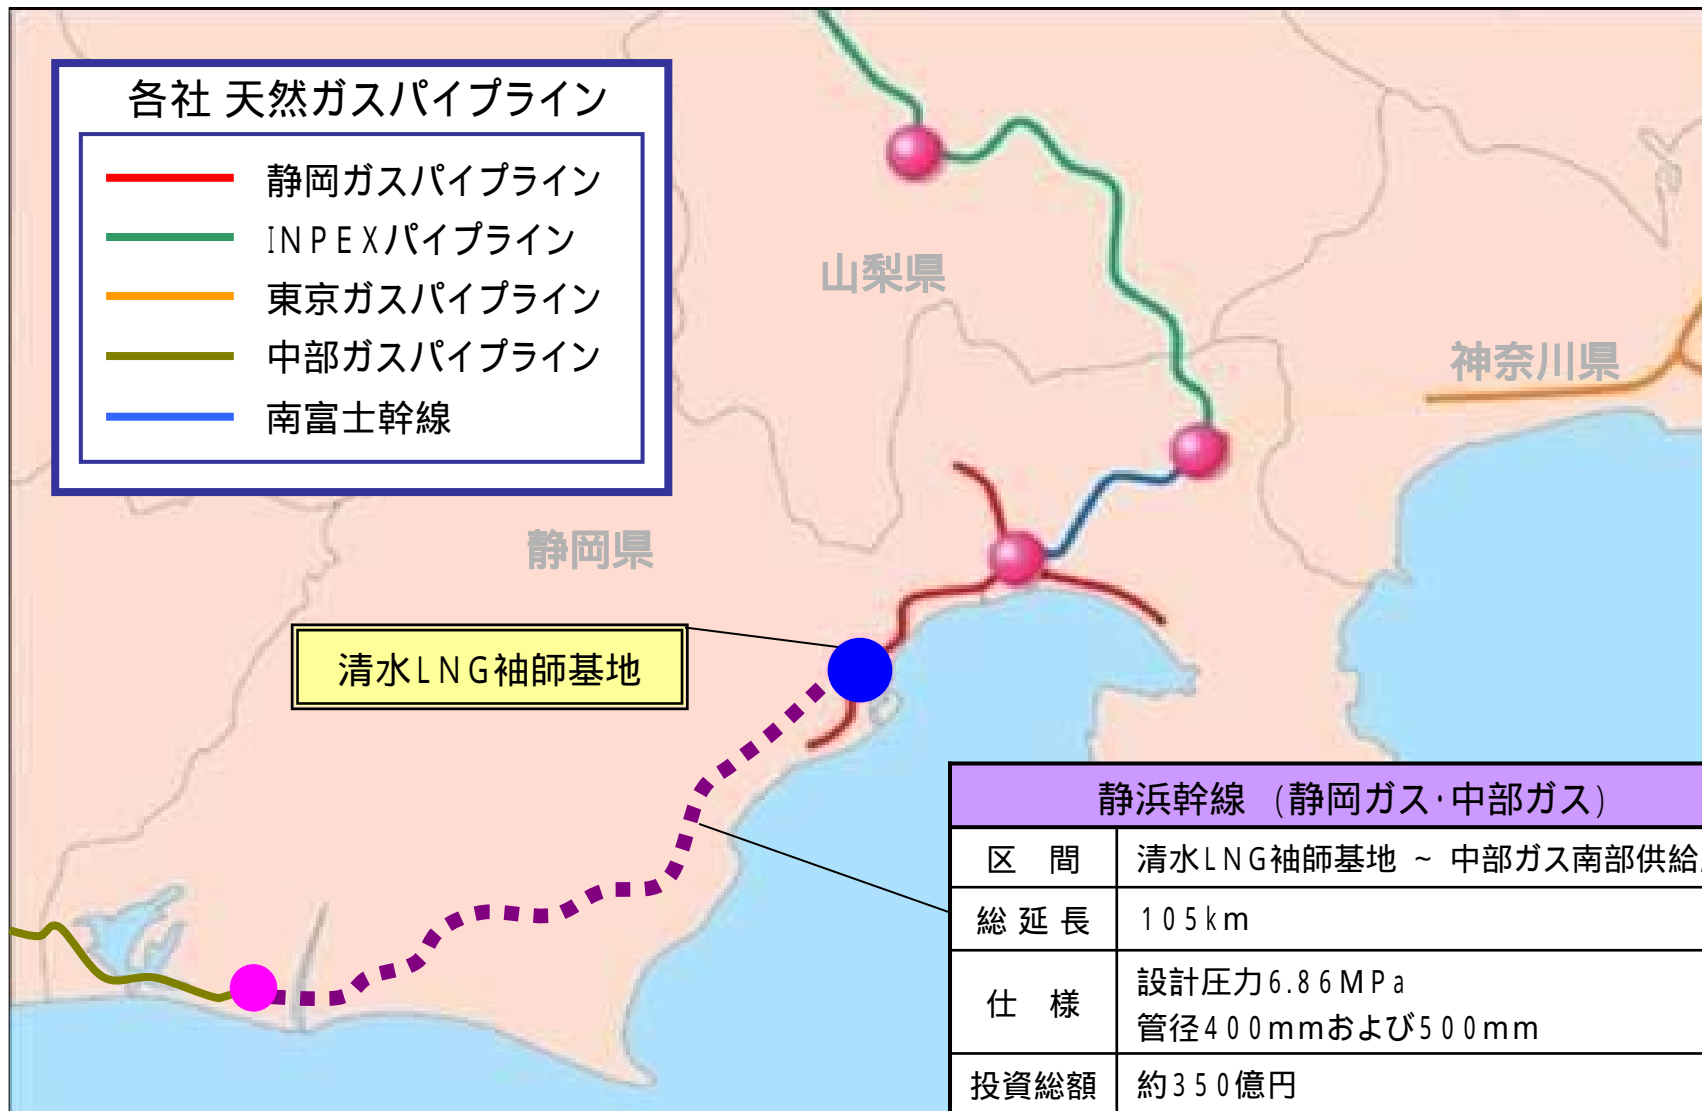 各社 天然ガスパイプライン
静岡ガスパイプライン
INPEXパイプライン
東京ガスパイプライン
中部ガスパイプライン
南富士幹線
山梨県
神奈川県
静岡県
清水LNG袖師基地
静浜幹線 (静岡ガス・中部ガス)
区間 清水LNG袖師基地 ~ 中部ガス南部供給
総延長 105km
仕様 設計圧力6.86MPa
管径400mmおよび500mm
投資総額 約350億円